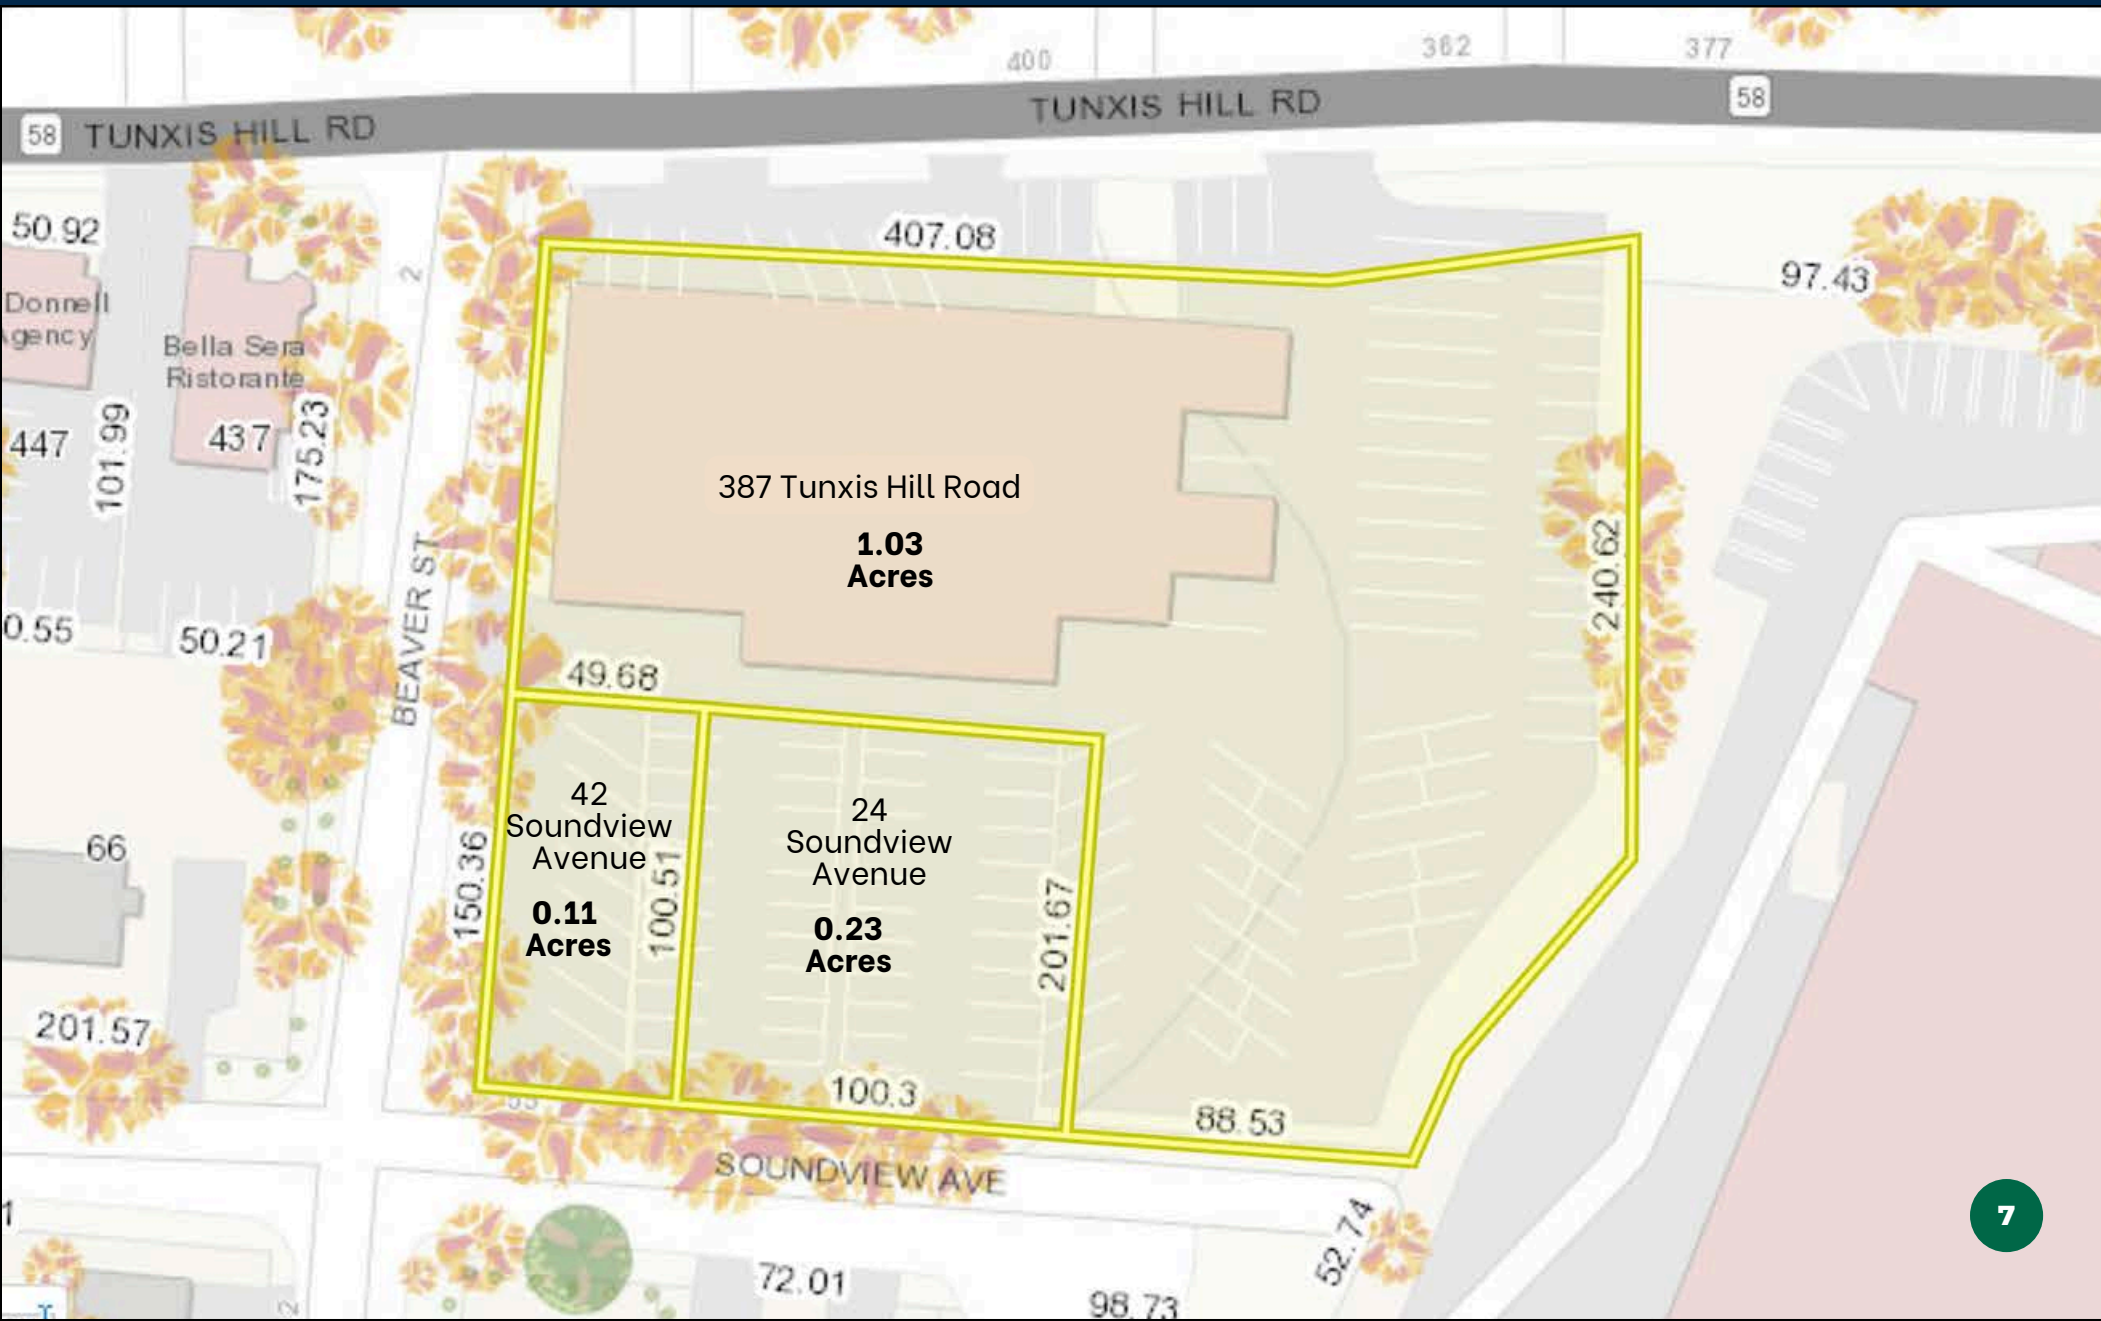 400
362
377
TUNXIS HILL RD
58
58
TUNXIS HILL RD
50.92
407.08
97.43
2
Donnell
Agency
Bella Sera
Ristorante
437
447
101.99
175.23
387 Tunxis Hill Road
1.03
Acres
240.62
BEAVER ST
0.55
50.21
49.68
42
Soundview
Avenue
0.11
Acres
100.51
150.36
24
Soundview
Avenue
0.23
Acres
201.67
66
201.57
100.3
88.53
SOUNDVIEW AVE
52.74
72.01
98.73
1
2
7